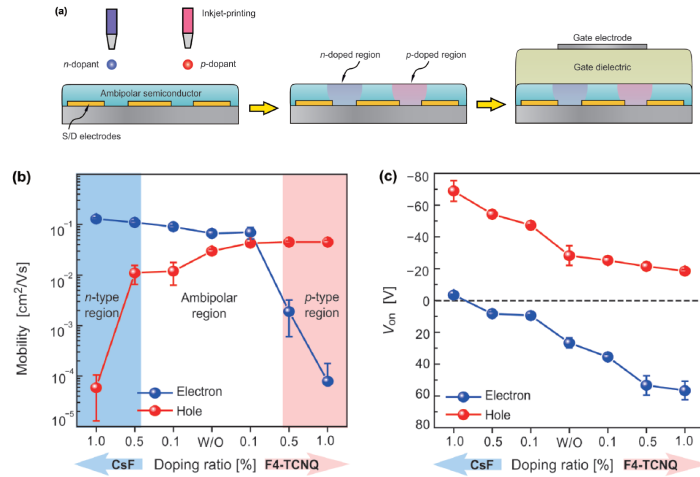 (a)
Inkjet-printing
n-dopant
p-dopant
Ambipolar semiconductor
S/D electrodes
n-doped region
p-doped region
Gate electrode
Gate dielectric
(b)
Mobility [cm²/Vs]
10⁻¹
10⁻²
10⁻³
10⁻⁴
10⁻⁵
n-type
region
Ambipolar
region
p-type
region
Electron
Hole
1.0 0.5 0.1 W/O 0.1 0.5 1.0
CsF Doping ratio [%] F4-TCNQ
(c)
Von [V]
-80
-60
-40
-20
0
20
40
60
80
Electron
Hole
1.0 0.5 0.1 W/O 0.1 0.5 1.0
CsF Doping ratio [%] F4-TCNQ